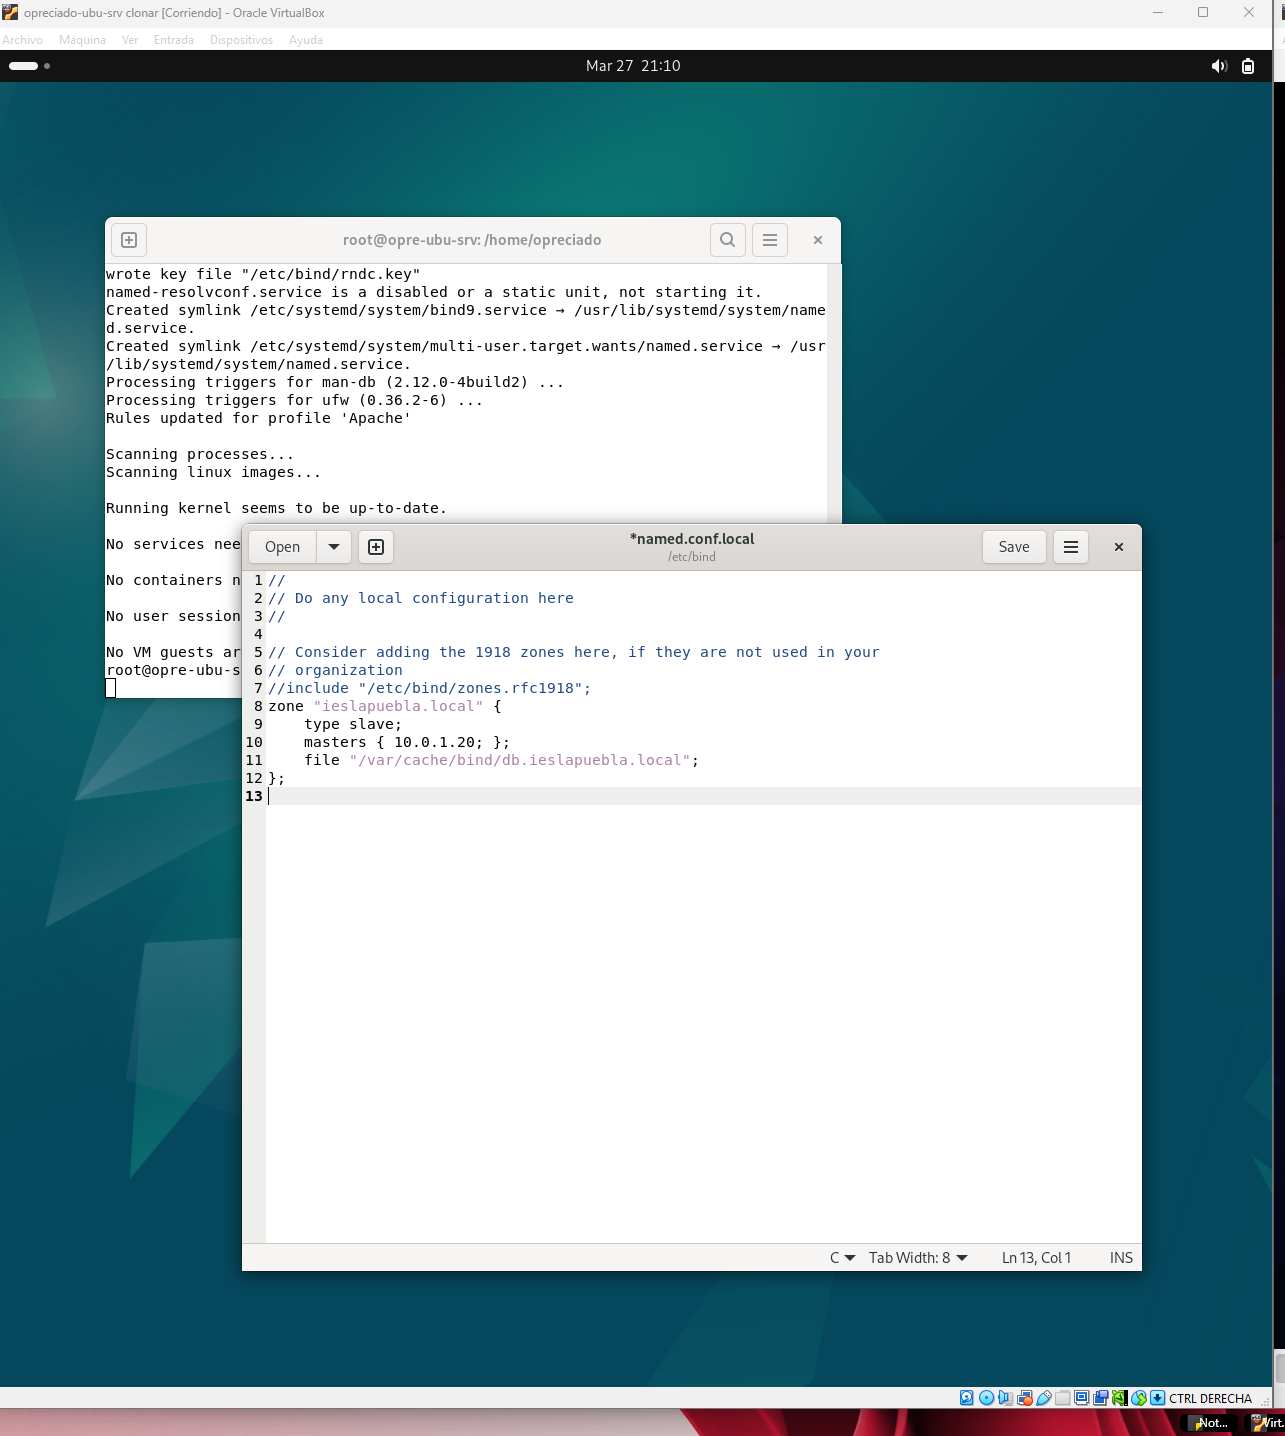 opreciado-ubu-srv clonar [Corriendo] - Oracle VirtualBox
Archivo Máquina Ver Entrada Dispositivos Ayuda
Mar 27 21:10
root@opre-ubu-srv: /home/opreciado
wrote key file "/etc/bind/rndc.key"
named-resolvconf.service is a disabled or a static unit, not starting it.
Created symlink /etc/systemd/system/bind9.service → /usr/lib/systemd/system/name
d.service.
Created symlink /etc/systemd/system/multi-user.target.wants/named.service → /usr
/lib/systemd/system/named.service.
Processing triggers for man-db (2.12.0-4build2) ...
Processing triggers for ufw (0.36.2-6) ...
Rules updated for profile 'Apache'
Scanning processes...
Scanning linux images...
Running kernel seems to be up-to-date.
No services nee
No containers n
No user session
No VM guests ar
root@opre-ubu-s
Open
*named.conf.local
/etc/bind
Save
1 //
2 // Do any local configuration here
3 //
4
5 // Consider adding the 1918 zones here, if they are not used in your
6 // organization
7 //include "/etc/bind/zones.rfc1918";
8 zone "ieslapuebla.local" {
9 type slave;
10 masters { 10.0.1.20; };
11 file "/var/cache/bind/db.ieslapuebla.local";
12 };
13
C Tab Width: 8 Ln 13, Col 1 INS
CTRL DERECHA
Not... Virt.